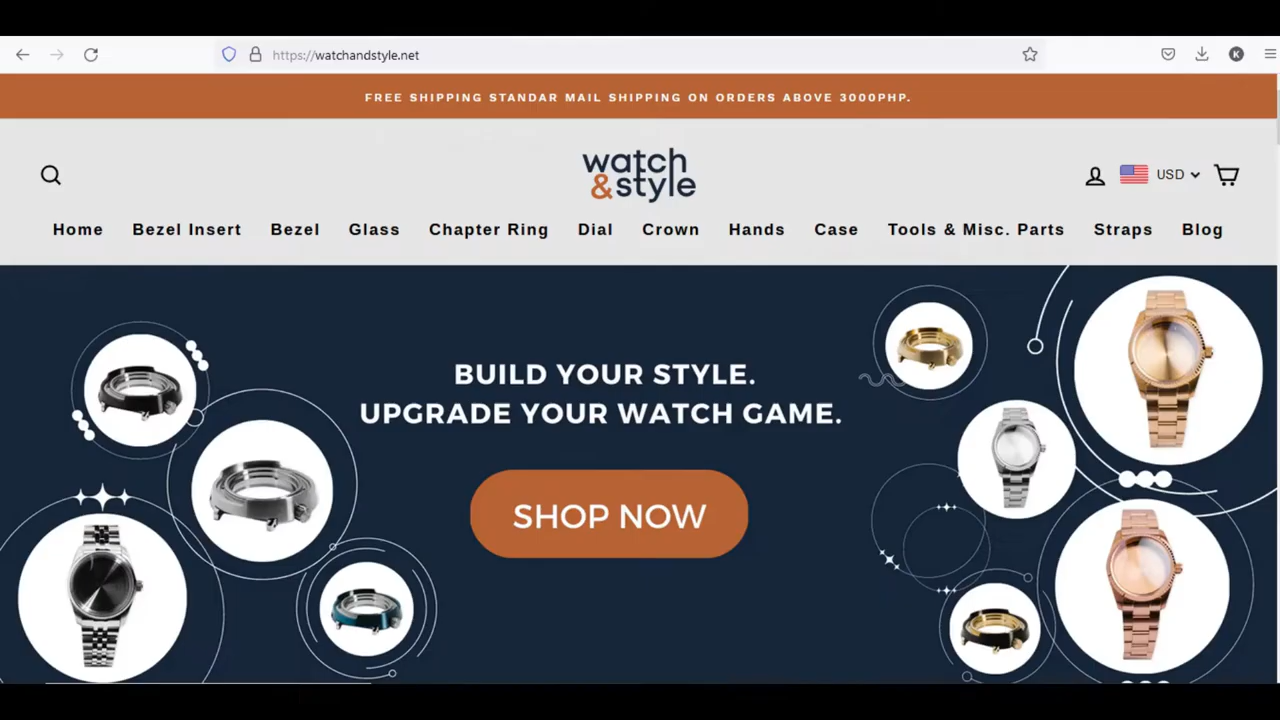 https://watchandstyle.net
K
FREE SHIPPING STANDAR MAIL SHIPPING ON ORDERS ABOVE 3000PHP.
watch
&style
USD
Home Bezel Insert Bezel Glass Chapter Ring Dial Crown Hands Case Tools & Misc. Parts Straps Blog
BUILD YOUR STYLE.
UPGRADE YOUR WATCH GAME.
SHOP NOW